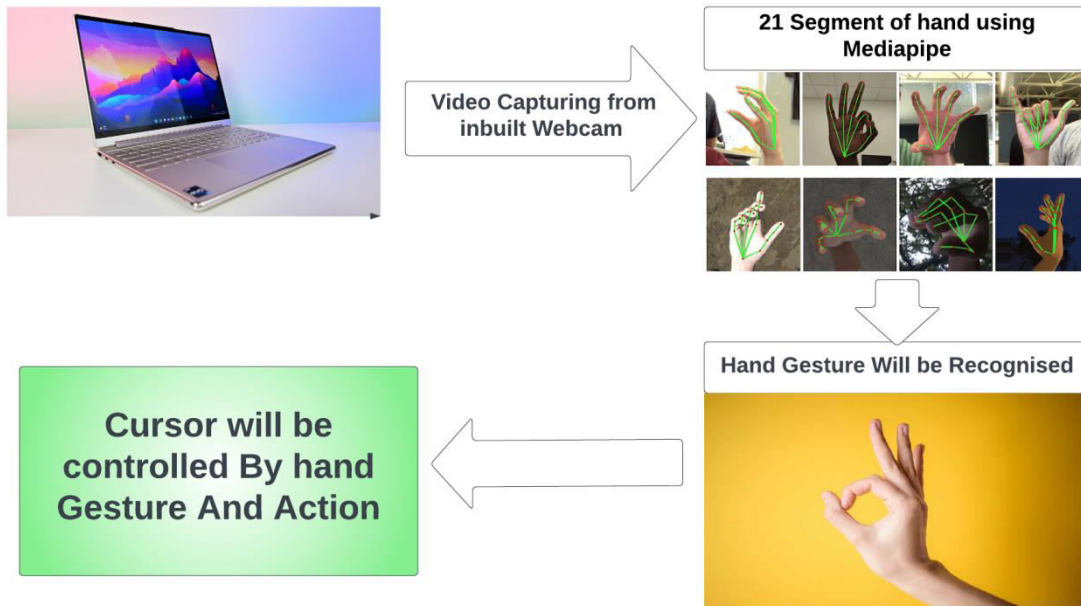 21 Segment of hand using
Mediapipe
Video Capturing from
inbuilt Webcam
Hand Gesture Will be Recognised
Cursor will be
controlled By hand
Gesture And Action